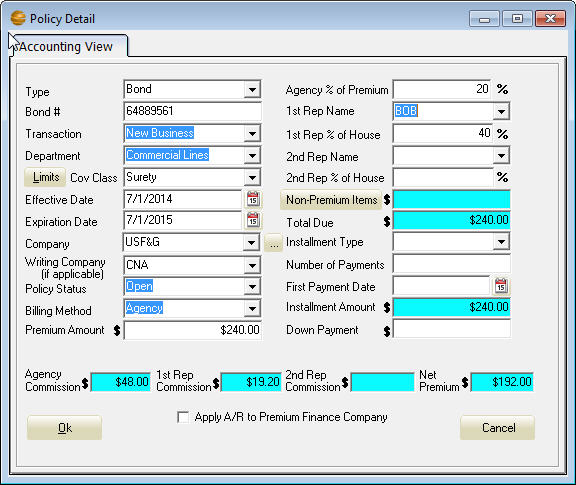 Policy Detail
Accounting View
Type Bond
Bond # 64889561
Transaction New Business
Department Commercial Lines
Limits Cov Class Surety
Effective Date 7/1/2014 15
Expiration Date 7/1/2015 15
Company USF&G ...
Writing Company CNA
(if applicable)
Policy Status Open
Billing Method Agency
Premium Amount $ $240.00
Agency % of Premium 20 %
1st Rep Name BOB
1st Rep % of House 40 %
2nd Rep Name
2nd Rep % of House %
Non-Premium Items $
Total Due $ $240.00
Installment Type
Number of Payments
First Payment Date 15
Installment Amount $ $240.00
Down Payment $
Agency
Commission $ $48.00
1st Rep
Commission $ $19.20
2nd Rep
Commission $
Net
Premium $ $192.00
Apply A/R to Premium Finance Company
Ok
Cancel